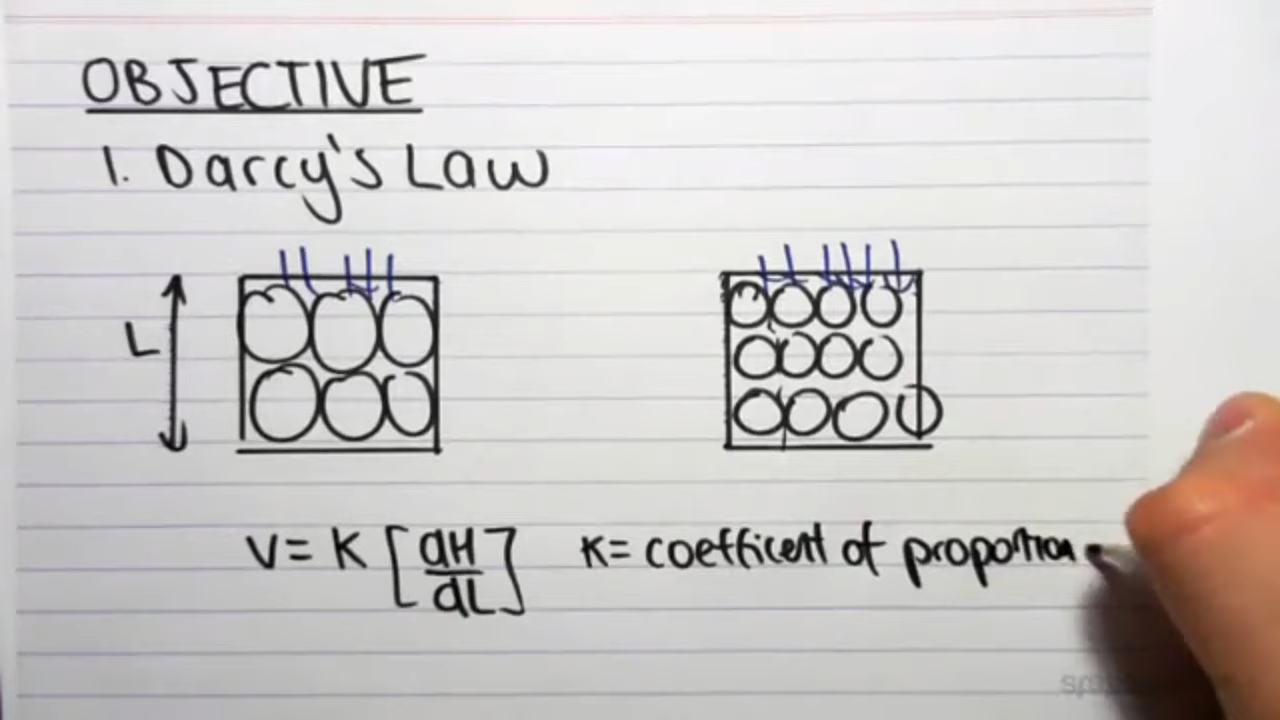 OBJECTIVE
1. Darcy's Law
L
V = K [dH/dL] K = coefficent of proportion